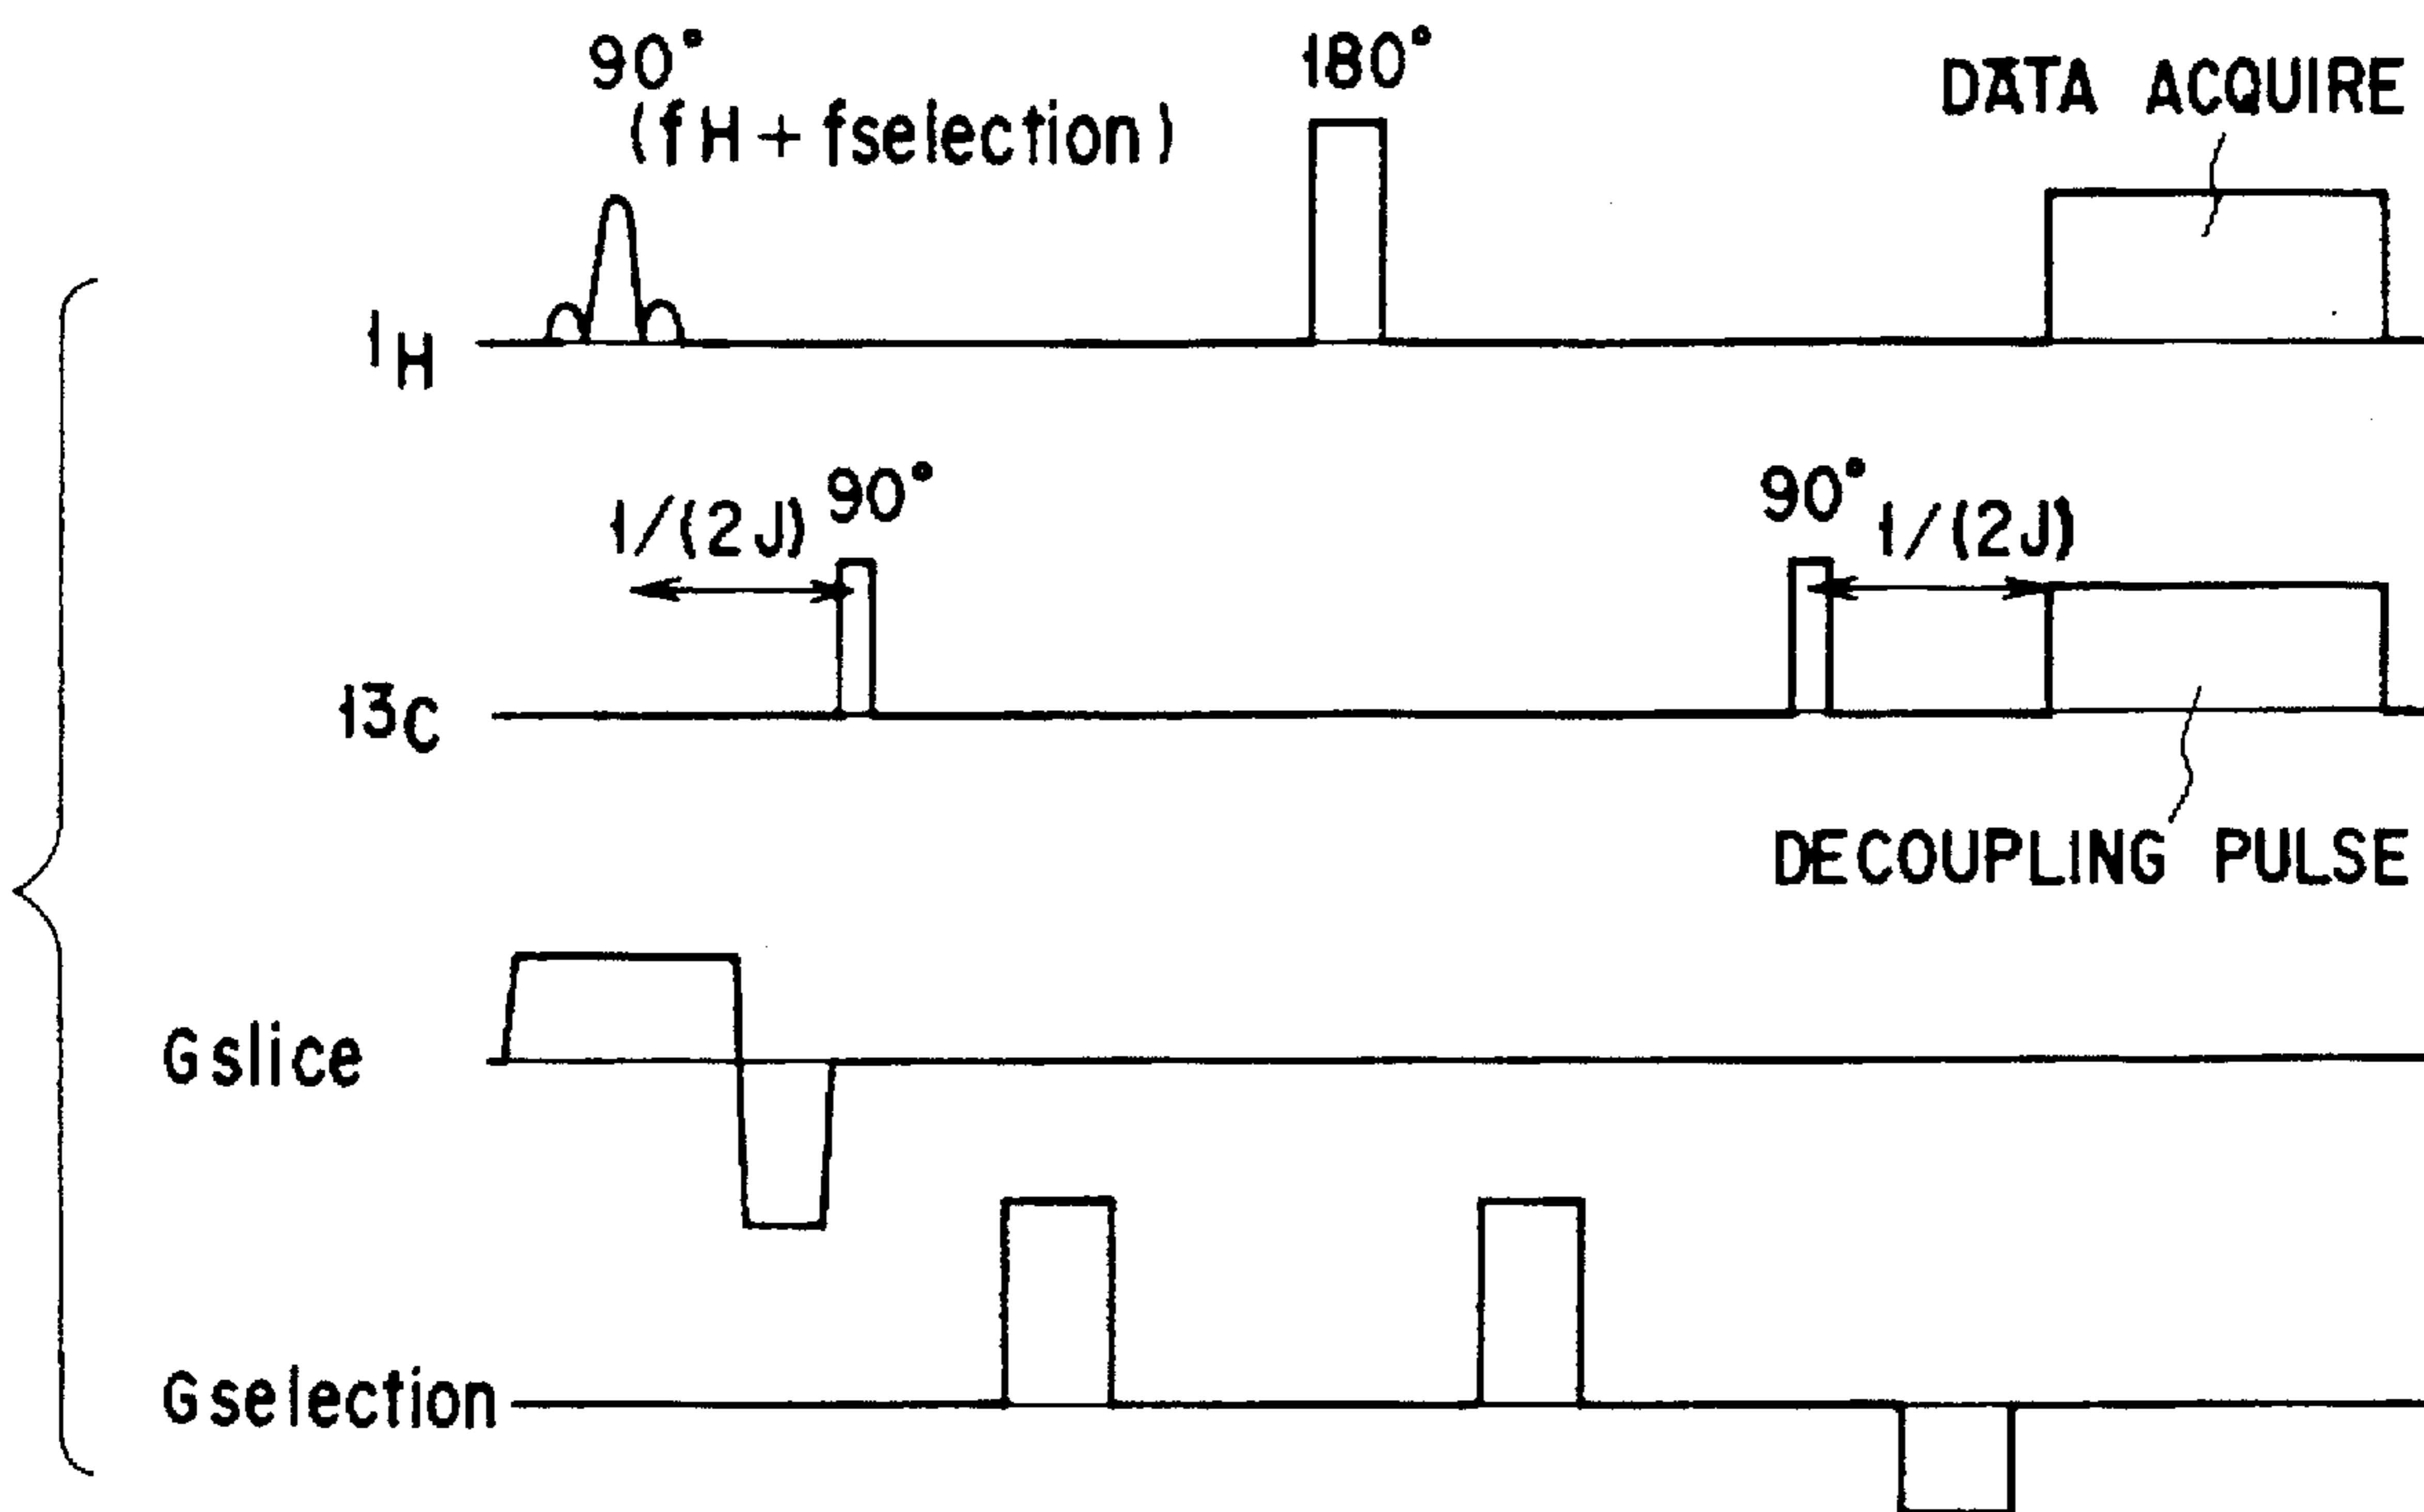 90°
(fH+fselection)
180°
DATA ACQUIRE
1H
1/(2J)
90°
90°
1/(2J)
13C
DECOUPLING PULSE
Gslice
Gselection